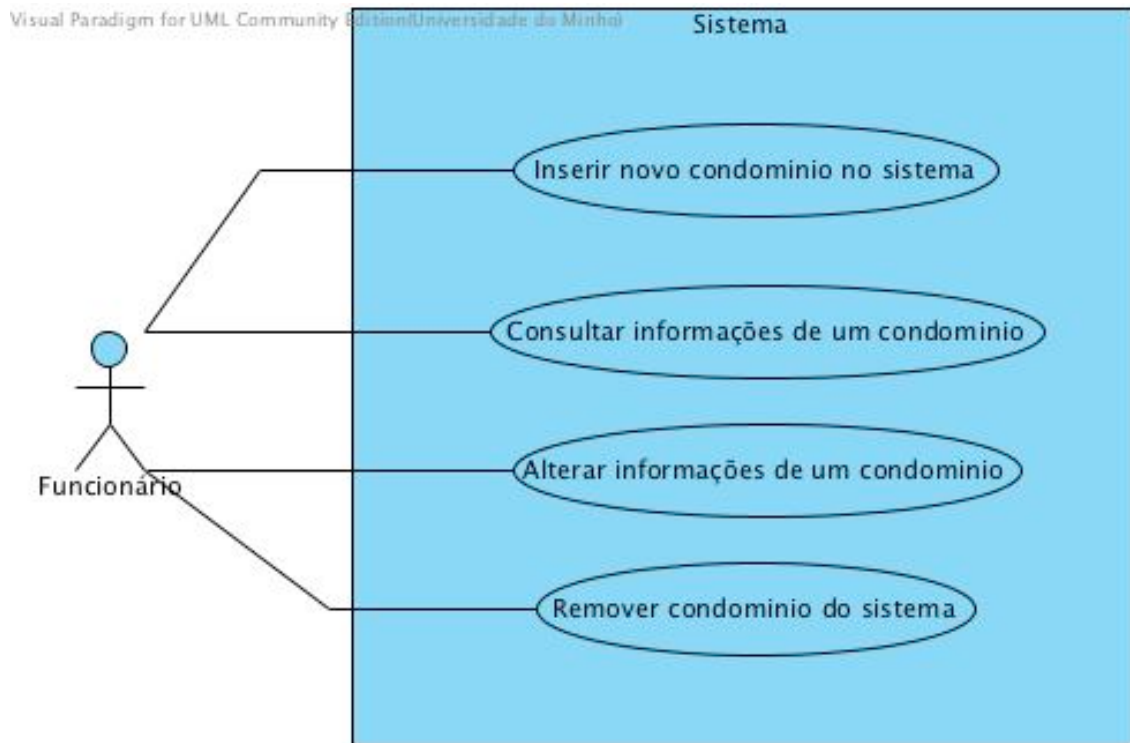 Visual Paradigm for UML Community Edition(Universidade do Minho)
Sistema
Inserir novo condominio no sistema
Consultar informações de um condominio
Alterar informações de um condominio
Funcionário
Remover condominio do sistema